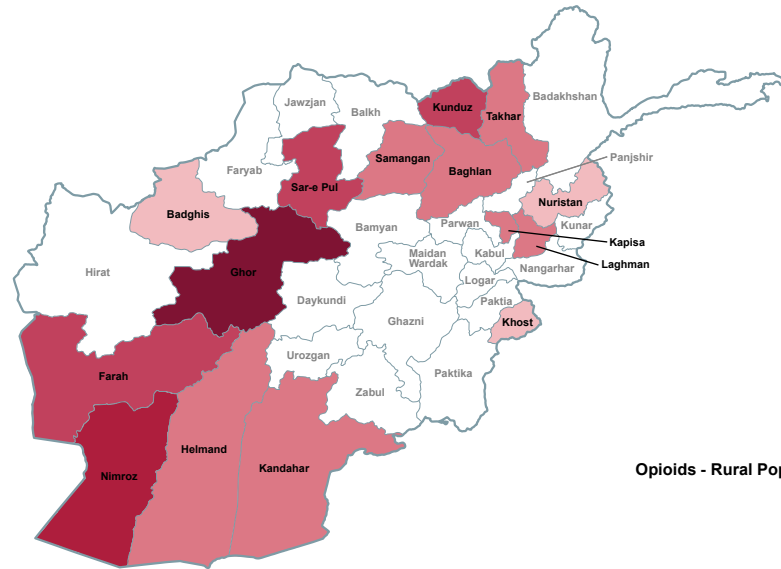 Jawzjan
Balkh
Kunduz
Takhar
Badakhshan
Faryab
Sar-e Pul
Samangan
Baghlan
Panjshir
Badghis
Nuristan
Bamyan
Parwan
Kunar
Kapisa
Hirat
Ghor
Maidan
Wardak
Kabul
Nangarhar
Laghman
Logar
Daykundi
Paktia
Ghazni
Khost
Urozgan
Farah
Zabul
Paktika
Helmand
Kandahar
Nimroz
Opioids - Rural